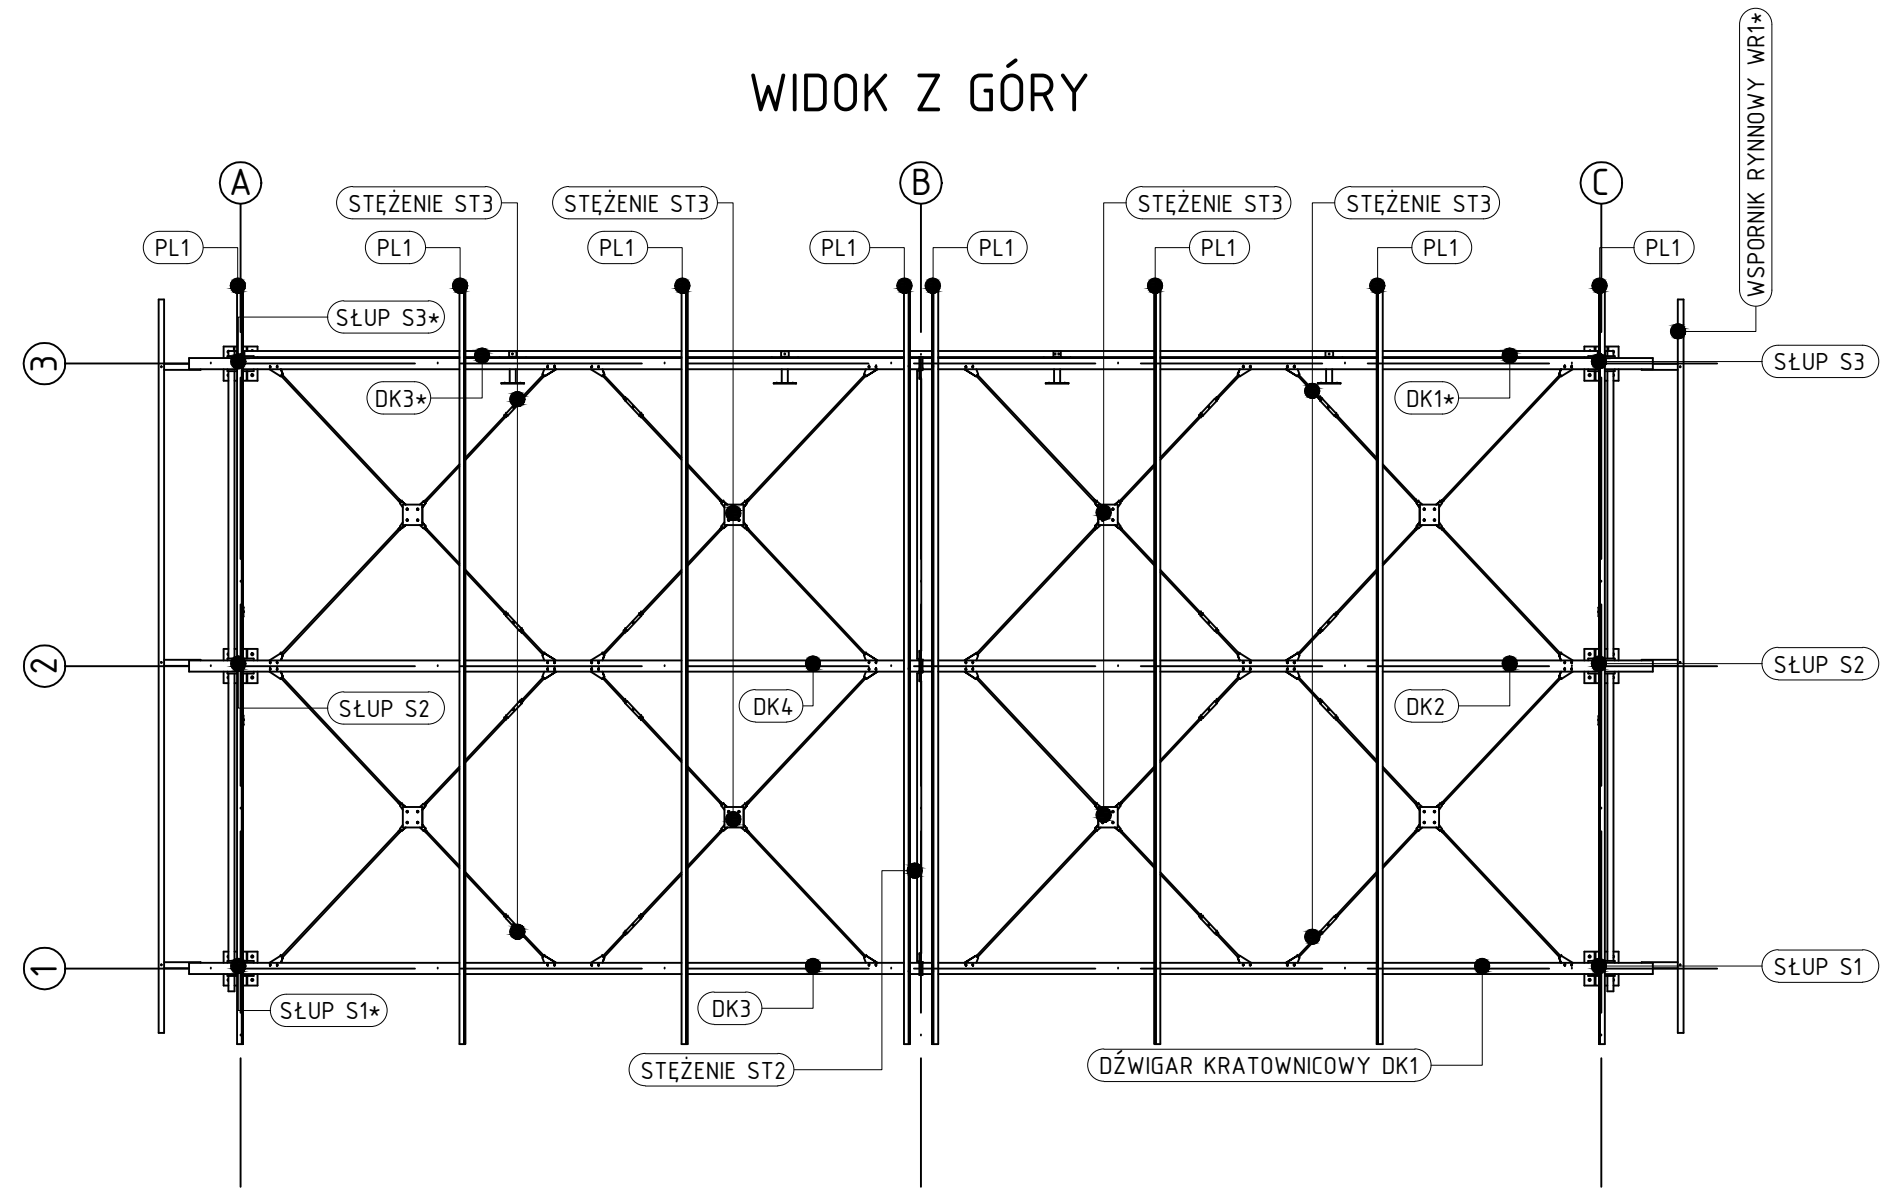 WIDOK Z GÓRY
WSPORNIK RYNNOWY WR1*
A
B
C
STĘŻENIE ST3
STĘŻENIE ST3
STĘŻENIE ST3
STĘŻENIE ST3
PL1
PL1
PL1
PL1
PL1
PL1
PL1
PL1
SŁUP S3*
3
SŁUP S3
DK3*
DK1*
2
SŁUP S2
SŁUP S2
DK4
DK2
1
SŁUP S1
SŁUP S1*
DK3
STĘŻENIE ST2
DŹWIGAR KRATOWNICOWY DK1